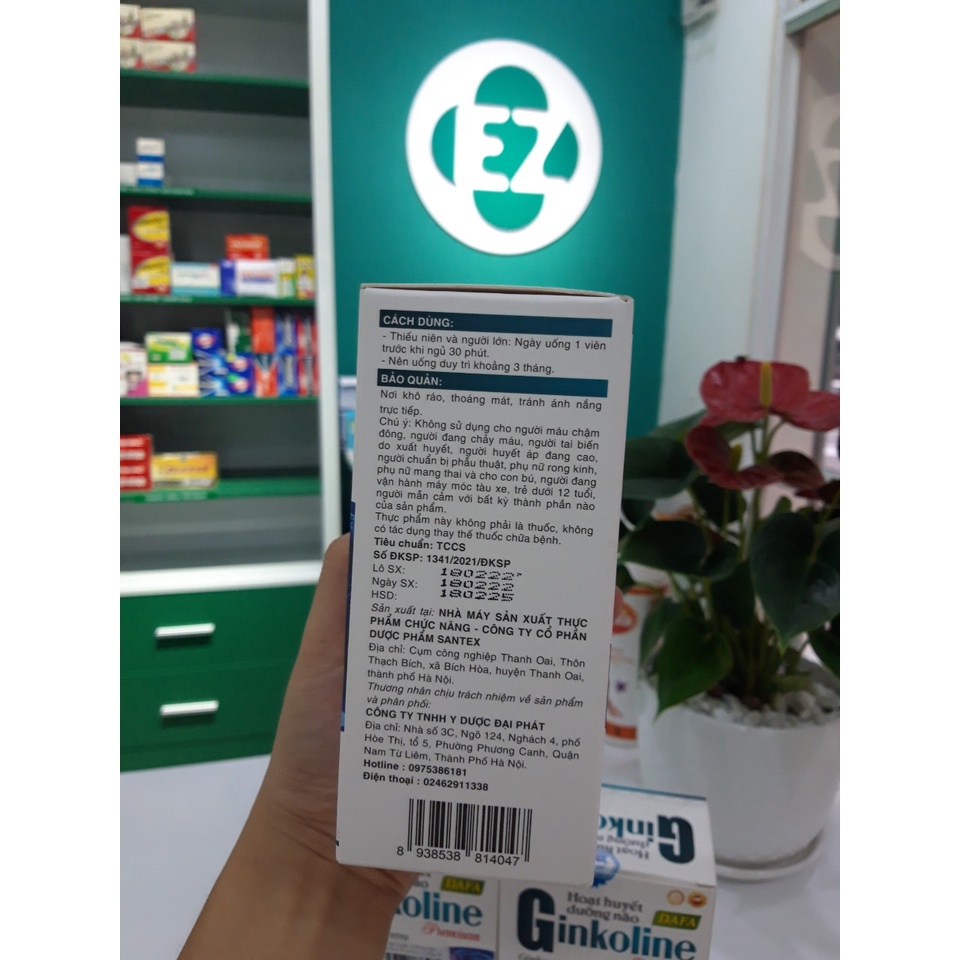 EZ
CÁCH DÙNG:
- Thiếu niên và người lớn: Ngày uống 1 viên
trước khi ngủ 30 phút.
- Nên uống duy trì khoảng 3 tháng.
BẢO QUẢN:
Nơi khô ráo, thoáng mát, tránh ánh nắng
trực tiếp.
Chú ý: Không sử dụng cho người máu chậm
đông, người đang chảy máu, người tai biến
do xuất huyết, người huyết áp đang cao,
người chuẩn bị phẫu thuật, phụ nữ rong kinh,
phụ nữ mang thai và cho con bú, người đang
vận hành máy móc tàu xe, trẻ dưới 12 tuổi,
người mẫn cảm với bất kỳ thành phần nào
của sản phẩm.
Thực phẩm này không phải là thuốc, không
có tác dụng thay thế thuốc chữa bệnh.
Tiêu chuẩn: TCCS
Số ĐKSP: 1341/2021/ĐKSP
Lô SX: 180222
Ngày SX: 180222
HSD: 180225
Sản xuất tại: NHÀ MÁY SẢN XUẤT THỰC
PHẨM CHỨC NĂNG - CÔNG TY CỔ PHẦN
DƯỢC PHẨM SANTEX
Địa chỉ: Cụm công nghiệp Thanh Oai, Thôn
Thạch Bích, xã Bích Hòa, huyện Thanh Oai,
thành phố Hà Nội.
Thương nhân chịu trách nhiệm về sản phẩm
và phân phối:
CÔNG TY TNHH Y DƯỢC ĐẠI PHÁT
Địa chỉ: Nhà số 3C, Ngõ 124, Nghách 4, phố
Hòe Thị, tổ 5, Phường Phương Canh, Quận
Nam Từ Liêm, Thành Phố Hà Nội.
Hotline : 0975386181
Điện thoại : 02462911338
8 938538 814047
DAFA
koline
Premium
Hoạt huyết
dưỡng não
DAFA
Ginkoline
Premium
Ginko
Hoạt
dưỡng